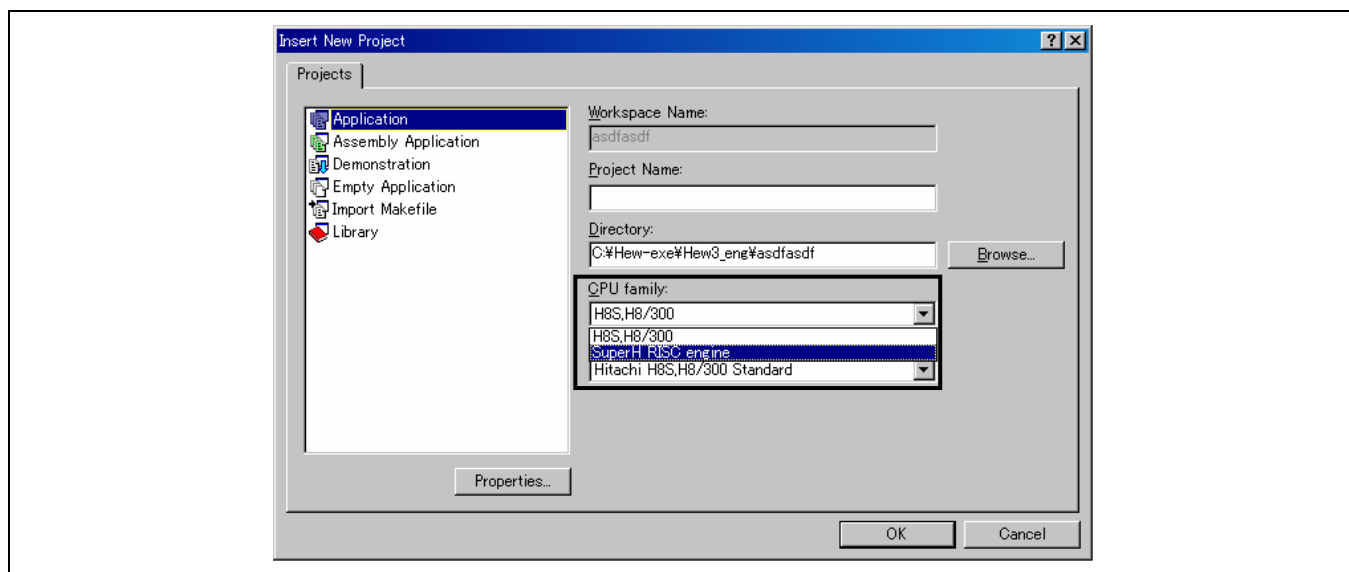 Insert New Project
Projects
Application
Assembly Application
Demonstration
Empty Application
Import Makefile
Library
Properties...
Workspace Name:
asdfasdf
Project Name:
Directory:
C:¥Hew-exe¥Hew3_eng¥asdfasdf
Browse...
CPU family:
H8S,H8/300
H8S,H8/300
SuperH RISC engine
Hitachi H8S,H8/300 Standard
OK
Cancel